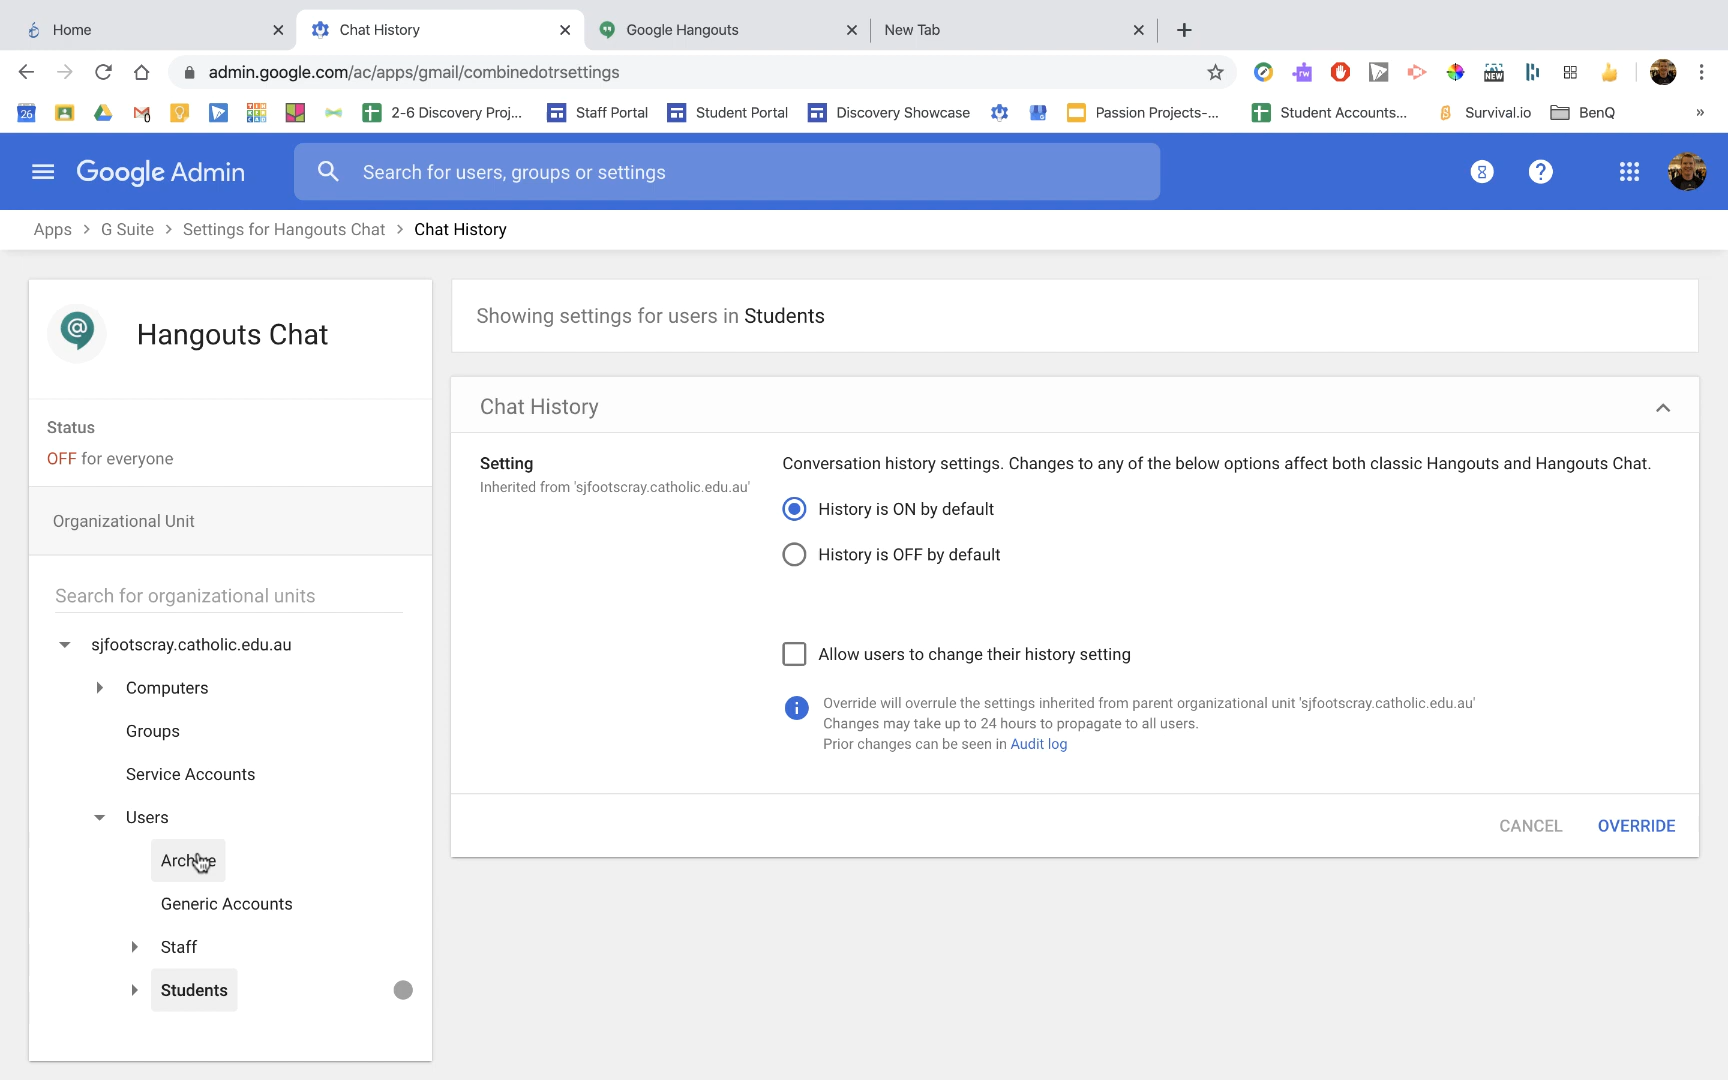 Home
Chat History
Google Hangouts
New Tab
admin.google.com/ac/apps/gmail/combinedotrsettings
2-6 Discovery Proj...
Staff Portal
Student Portal
Discovery Showcase
Passion Projects-...
Student Accounts...
Survival.io
BenQ
»
Google Admin
Search for users, groups or settings
Apps > G Suite > Settings for Hangouts Chat > Chat History
Hangouts Chat
Status
OFF for everyone
Organizational Unit
Search for organizational units
sjfootscray.catholic.edu.au
Computers
Groups
Service Accounts
Users
Archive
Generic Accounts
Staff
Students
Showing settings for users in Students
Chat History
Setting
Inherited from 'sjfootscray.catholic.edu.au'
Conversation history settings. Changes to any of the below options affect both classic Hangouts and Hangouts Chat.
History is ON by default
History is OFF by default
Allow users to change their history setting
Override will overrule the settings inherited from parent organizational unit 'sjfootscray.catholic.edu.au'
Changes may take up to 24 hours to propagate to all users.
Prior changes can be seen in Audit log
CANCEL
OVERRIDE